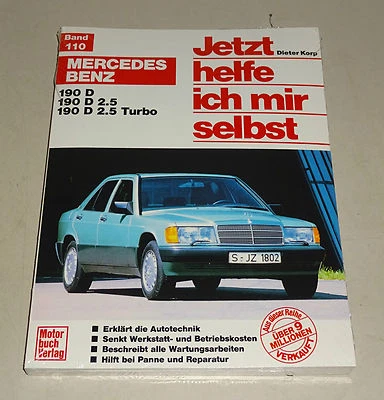 Band
110
MERCEDES
BENZ
190 D
190 D 2.5
190 D 2.5 Turbo
Jetzt
Dieter Korp
helfe
ich mir
selbst
S-JZ 1802
Erklärt die Autotechnik
Senkt Werkstatt- und Betriebskosten
Beschreibt alle Wartungsarbeiten
Hilft bei Panne und Reparatur
Motor
buch
Verlag
Aus dieser Reihe
ÜBER 9
MILLIONEN
VERKAUFT